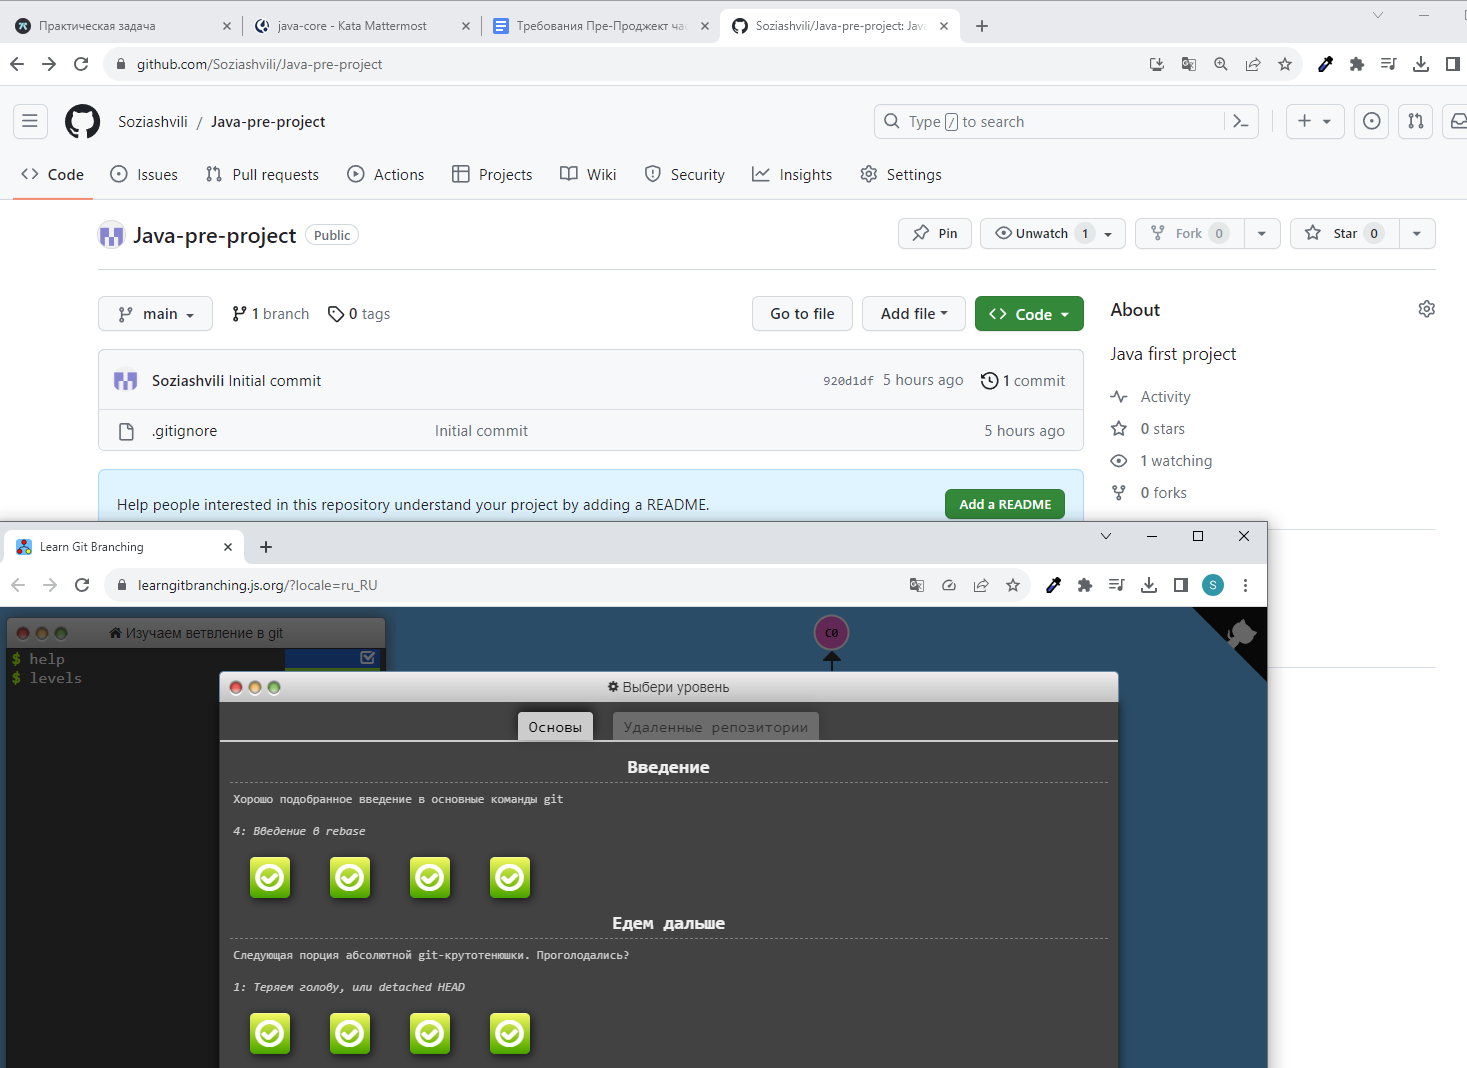 Практическая задача
java-core - Kata Mattermost
Требования Пре-Проджект час
Soziashvili/Java-pre-project: Java
github.com/Soziashvili/Java-pre-project
Soziashvili / Java-pre-project
Type / to search
Code
Issues
Pull requests
Actions
Projects
Wiki
Security
Insights
Settings
Java-pre-project Public
Pin
Unwatch 1
Fork 0
Star 0
main
1 branch
0 tags
Go to file
Add file
Code
About
Java first project
Soziashvili Initial commit
920d1df 5 hours ago
1 commit
.gitignore
Initial commit
5 hours ago
Activity
0 stars
1 watching
0 forks
Help people interested in this repository understand your project by adding a README.
Add a README
Learn Git Branching
learngitbranching.js.org/?locale=ru_RU
S
Изучаем ветвление в git
$ help
$ levels
C0
Выбери уровень
Основы
Удаленные репозитории
Введение
Хорошо подобранное введение в основные команды git
4: Введение в rebase
Едем дальше
Следующая порция абсолютной git-крутотенюшки. Проголодались?
1: Теряем голову, или detached HEAD